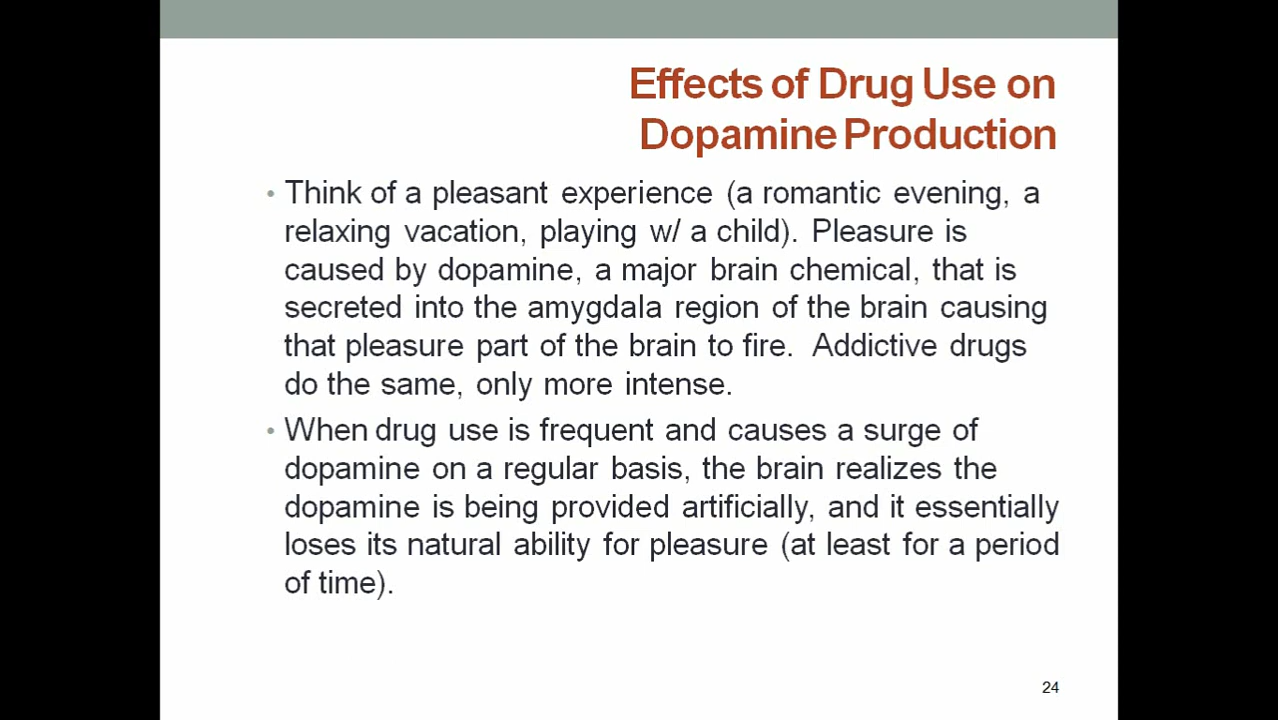 Effects of Drug Use on
Dopamine Production
• Think of a pleasant experience (a romantic evening, a
relaxing vacation, playing w/ a child). Pleasure is
caused by dopamine, a major brain chemical, that is
secreted into the amygdala region of the brain causing
that pleasure part of the brain to fire. Addictive drugs
do the same, only more intense.
• When drug use is frequent and causes a surge of
dopamine on a regular basis, the brain realizes the
dopamine is being provided artificially, and it essentially
loses its natural ability for pleasure (at least for a period
of time).
24